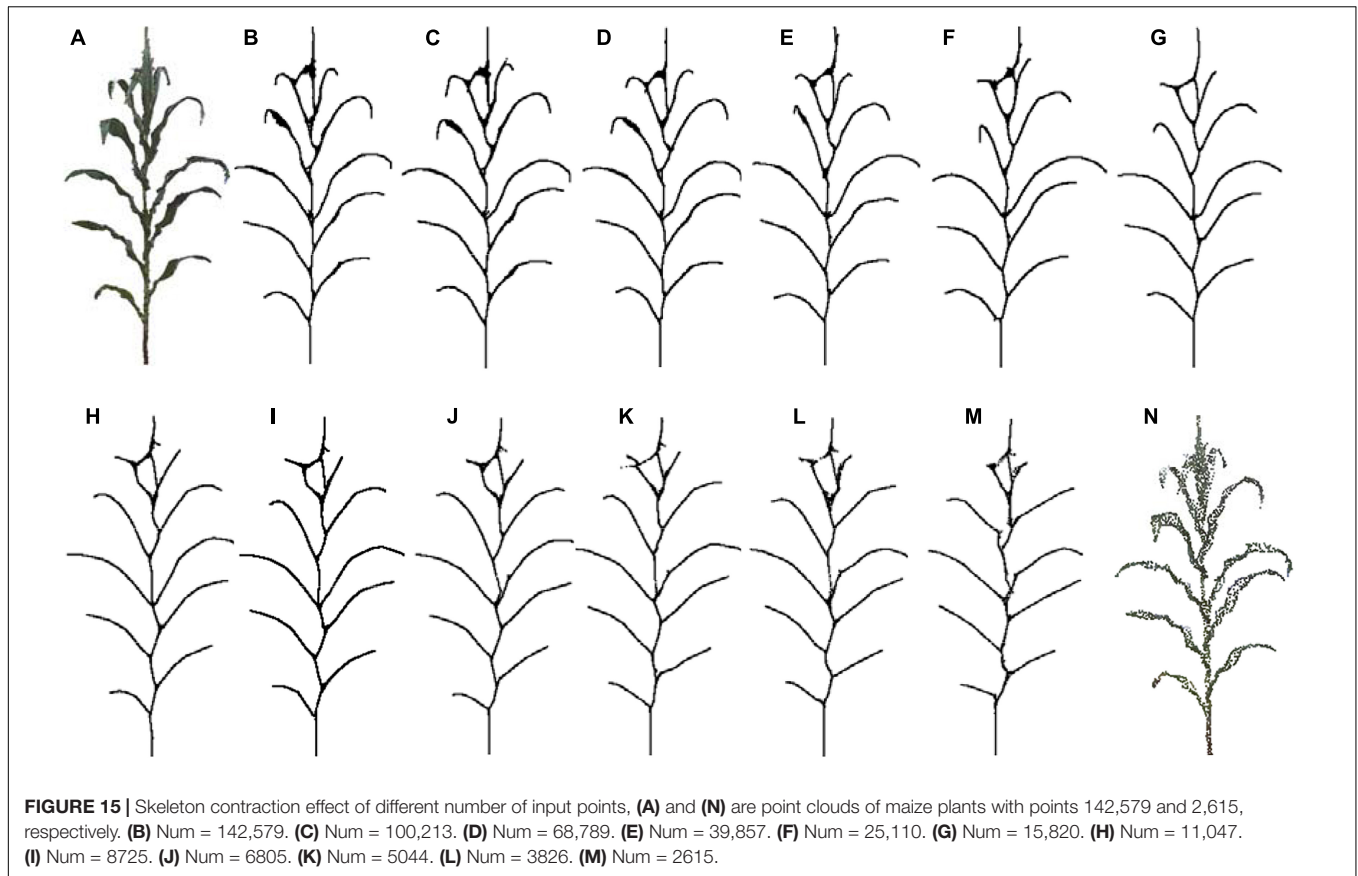 A B C D E F G
H I J K L M N
FIGURE 15 | Skeleton contraction effect of different number of input points, (A) and (N) are point clouds of maize plants with points 142,579 and 2,615,
respectively. (B) Num = 142,579. (C) Num = 100,213. (D) Num = 68,789. (E) Num = 39,857. (F) Num = 25,110. (G) Num = 15,820. (H) Num = 11,047.
(I) Num = 8725. (J) Num = 6805. (K) Num = 5044. (L) Num = 3826. (M) Num = 2615.